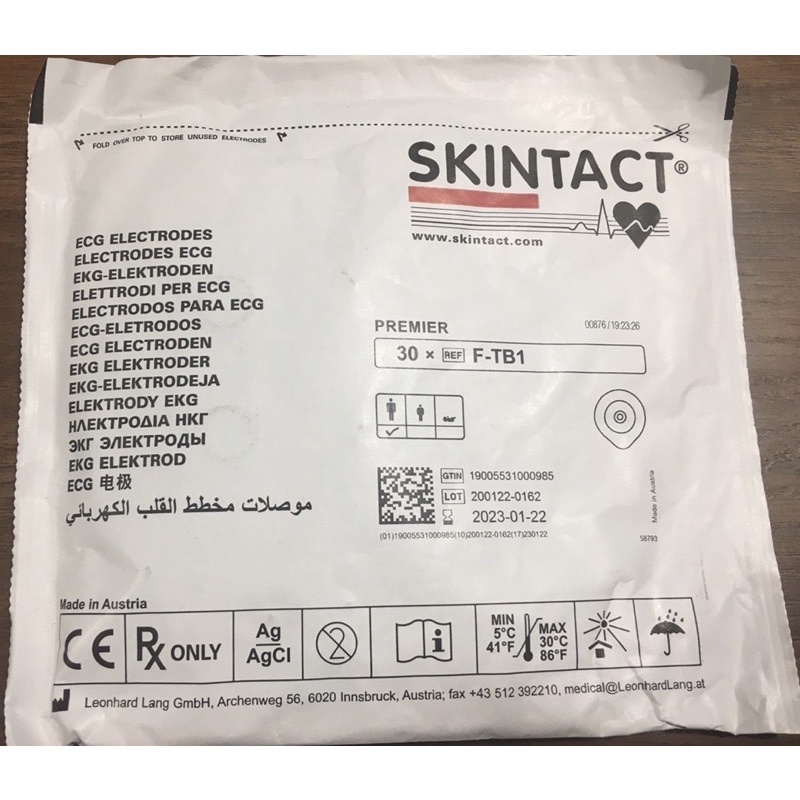 FOLD OVER TOP TO STORE UNUSED ELECTRODES
SKINTACT®
www.skintact.com
ECG ELECTRODES
ELECTRODES ECG
EKG-ELEKTRODEN
ELETTRODI PER ECG
ELECTRODOS PARA ECG
ECG-ELETRODOS
ECG ELECTRODEN
EKG ELEKTRODER
EKG-ELEKTRODEJA
ELEKTRODY EKG
ΗΛΕΚΤΡΟΔΙΑ ΗΚΓ
ЭКГ ЭЛЕКТРОДЫ
EKG ELEKTROD
ECG 电极
موصلات مخطط القلب الكهربائي
PREMIER
00876 / 19:23:26
30 × REF F-TB1
GTIN 19005531000985
LOT 200122-0162
2023-01-22
(01)19005531000985(10)200122-0162(17)230122
Made in Austria
58793
Made in Austria
CE
Rx ONLY
Ag
AgCl
2
i
MIN
5°C
41°F
MAX
30°C
86°F
Leonhard Lang GmbH, Archenweg 56, 6020 Innsbruck, Austria; fax +43 512 392210, medical@LeonhardLang.at